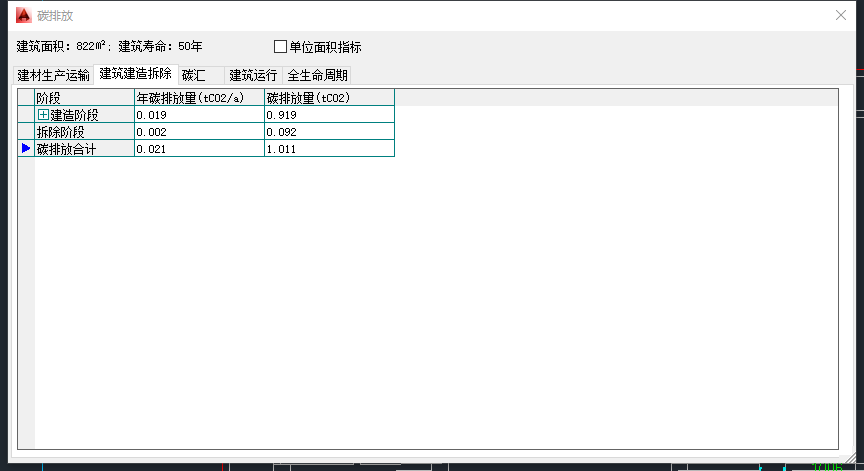 碳排放
建筑面积: 822m²; 建筑寿命: 50年 单位面积指标
建材生产运输 建筑建造拆除 碳汇 建筑运行 全生命周期
阶段 年碳排放量(tCO2/a) 碳排放量(tCO2)
建造阶段 0.019 0.919
拆除阶段 0.002 0.092
碳排放合计 0.021 1.011